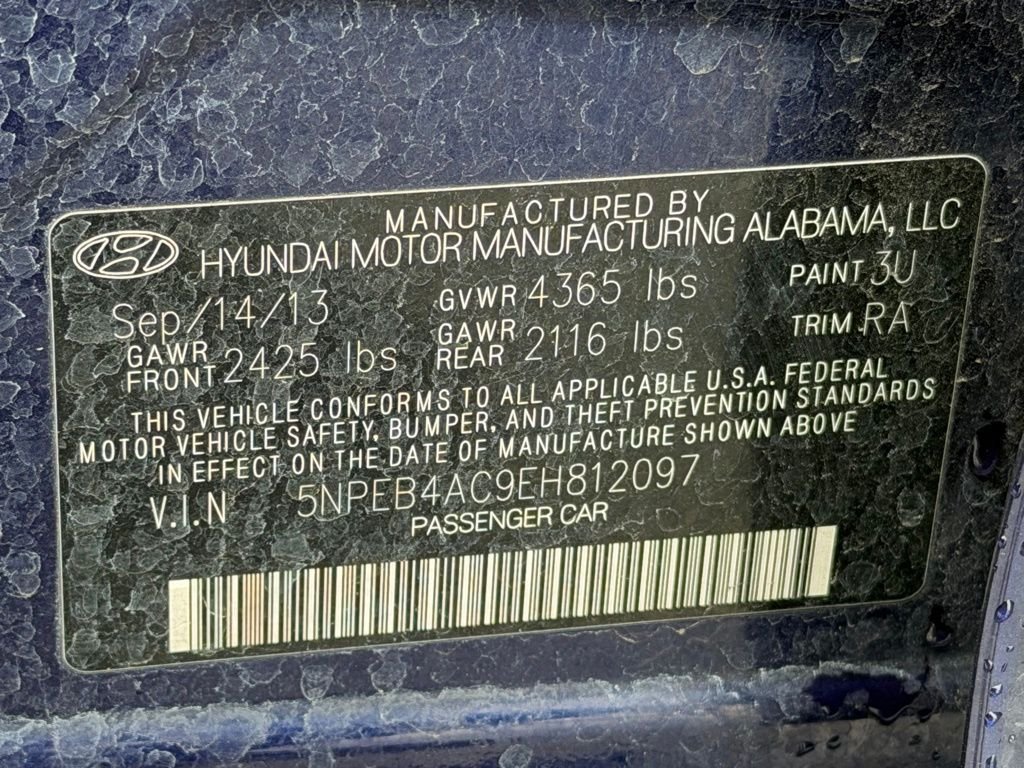 MANUFACTURED BY
HYUNDAI MOTOR MANUFACTURING ALABAMA, LLC
Sep/14/13 GVWR 4365 lbs PAINT 3U
GAWR FRONT 2425 lbs GAWR REAR 2116 lbs TRIM RA
THIS VEHICLE CONFORMS TO ALL APPLICABLE U.S.A. FEDERAL
MOTOR VEHICLE SAFETY, BUMPER, AND THEFT PREVENTION STANDARDS
IN EFFECT ON THE DATE OF MANUFACTURE SHOWN ABOVE
V.I.N 5NPEB4AC9EH812097
PASSENGER CAR